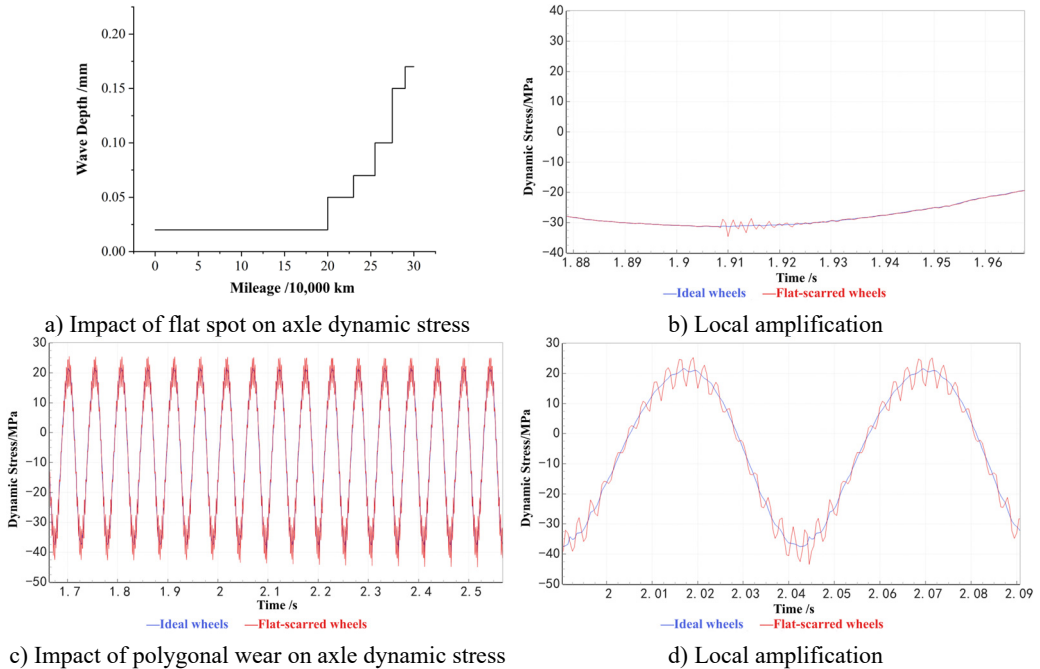 0.20
0.15
0.10
0.05
0.00
Wave Depth /mm
0 5 10 15 20 25 30
Mileage /10,000 km
a) Impact of flat spot on axle dynamic stress
40
30
20
10
0
−10
−20
−30
−40
Dynamic Stress/MPa
1.88 1.89 1.9 1.91 1.92 1.93 1.94 1.95 1.96
Time /s
—Ideal wheels —Flat-scarred wheels
b) Local amplification
30
20
10
0
−10
−20
−30
−40
−50
Dynamic Stress/MPa
1.7 1.8 1.9 2 2.1 2.2 2.3 2.4 2.5
Time /s
—Ideal wheels —Flat-scarred wheels
c) Impact of polygonal wear on axle dynamic stress
30
20
10
0
−10
−20
−30
−40
−50
Dynamic Stress/MPa
2 2.01 2.02 2.03 2.04 2.05 2.06 2.07 2.08 2.09
Time /s
—Ideal wheels —Flat-scarred wheels
d) Local amplification